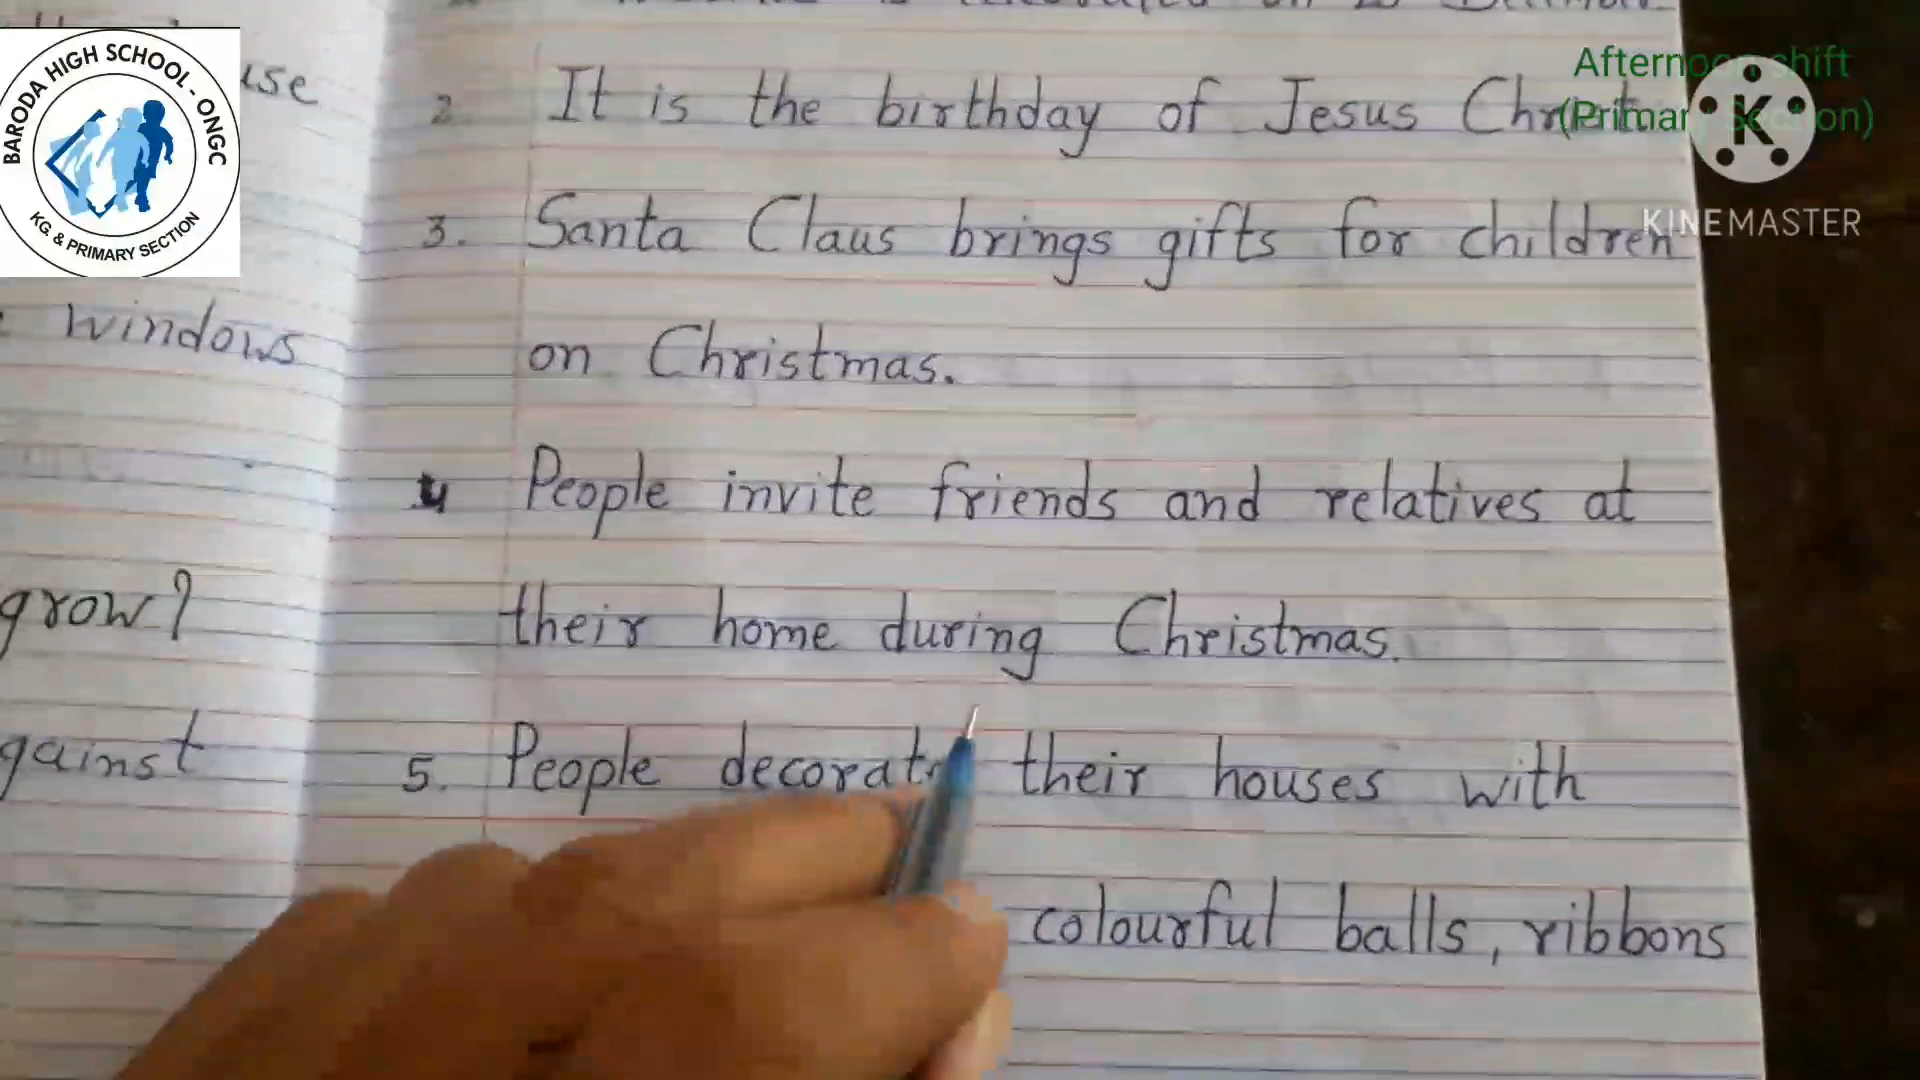 BARODA HIGH SCHOOL - ONGC
KG. & PRIMARY SECTION
Afternoon shift
(Primary Section)
K
KINEMASTER
use
windows
grow?
gainst
on 25
2. It is the birthday of Jesus Christ.
3. Santa Claus brings gifts for children
on Christmas.
4 People invite friends and relatives at
their home during Christmas.
5. People decorate their houses with
colourful balls, ribbons